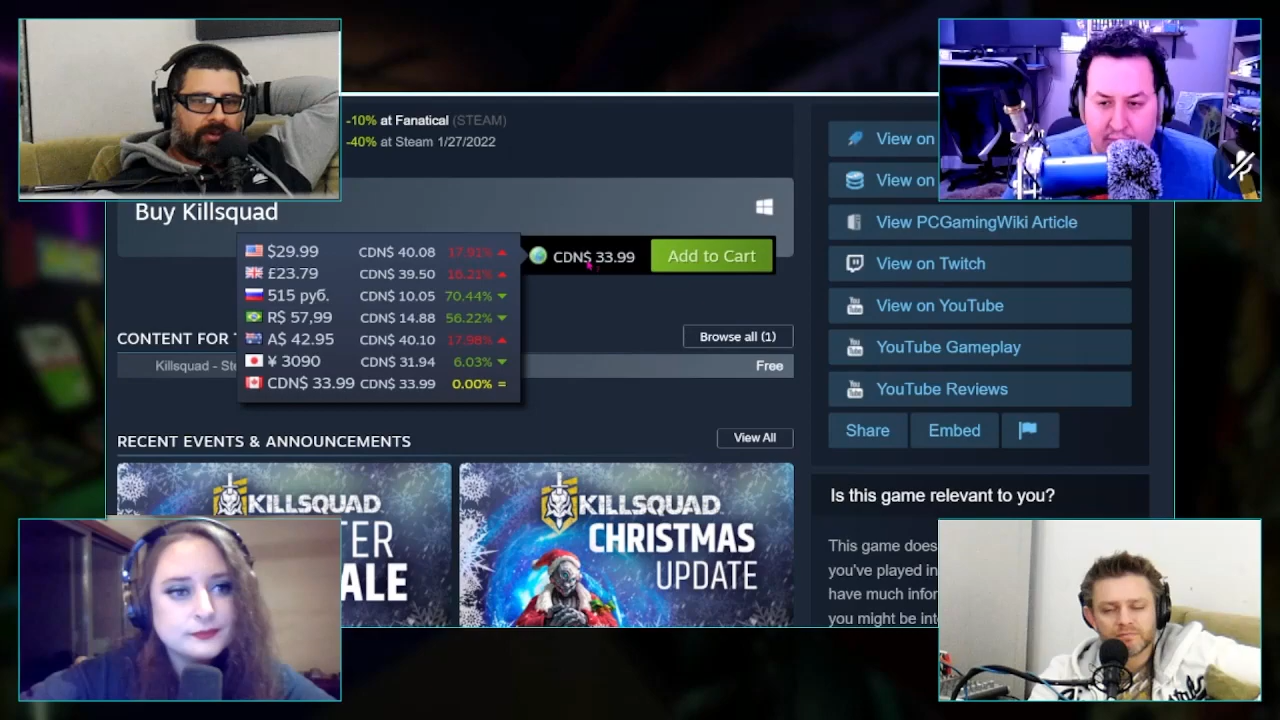 -10% at Fanatical (STEAM)
-40% at Steam 1/27/2022
Buy Killsquad
$29.99 CDN$ 40.08 17.91%
£23.79 CDN$ 39.50 16.21%
515 руб. CDN$ 10.05 70.44%
R$ 57,99 CDN$ 14.88 56.22%
A$ 42.95 CDN$ 40.10 17.98%
¥ 3090 CDN$ 31.94 6.03%
CDN$ 33.99 CDN$ 33.99 0.00% =
CDN$ 33.99
Add to Cart
CONTENT FOR
Browse all (1)
Killsquad - Ste
Free
RECENT EVENTS & ANNOUNCEMENTS
View All
KILLSQUAD
TER
ALE
KILLSQUAD
CHRISTMAS
UPDATE
View on
View on
View PCGamingWiki Article
View on Twitch
View on YouTube
YouTube Gameplay
YouTube Reviews
Share
Embed
Is this game relevant to you?
This game does
you've played in
have much infor
you might be int